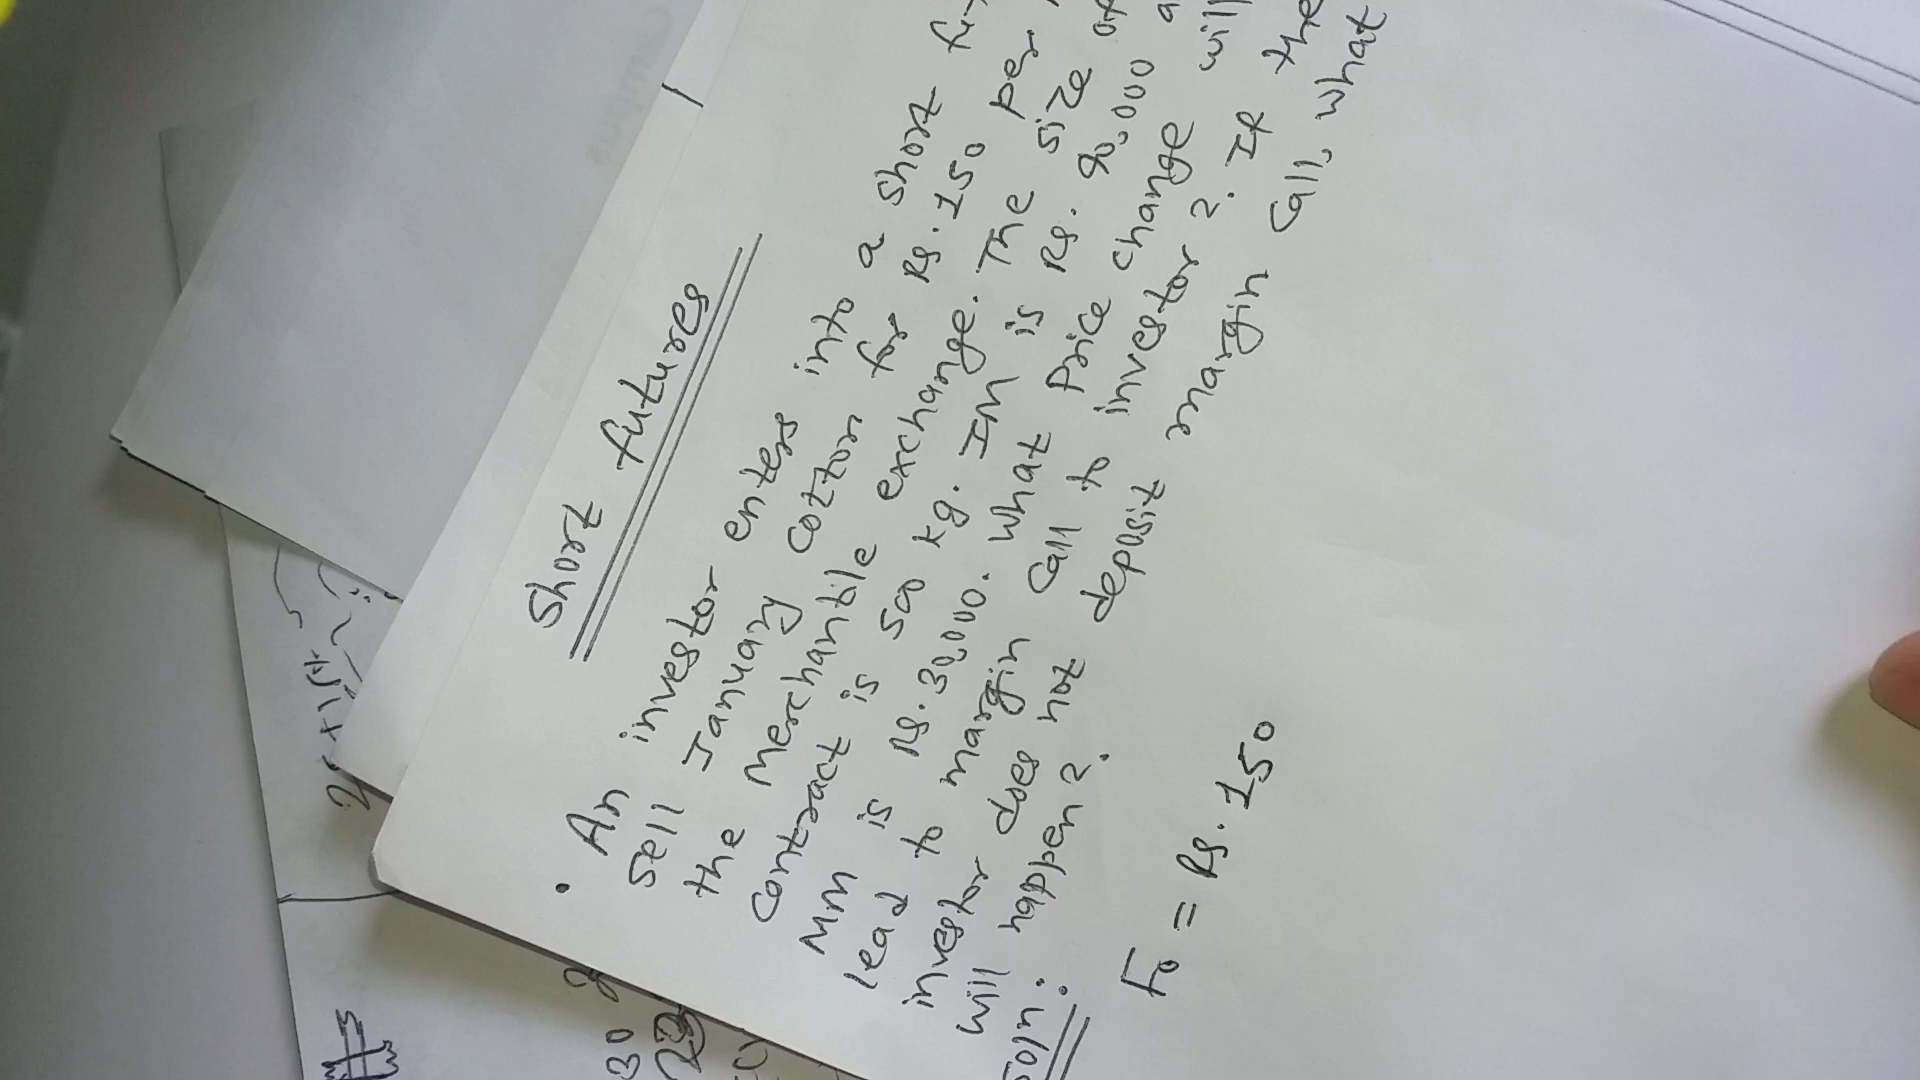 Short futures
• An investor enters into a short
sell January cotton for Rs. 150 per
the Merchantile exchange. The size of
contract is 500 kg. IM is Rs.
MM is Rs. 30,000. What Price change will
lead to margin call to investor? If the
investor does not deposit margin call, what
will happen?
Soln:
F₀ = Rs. 150